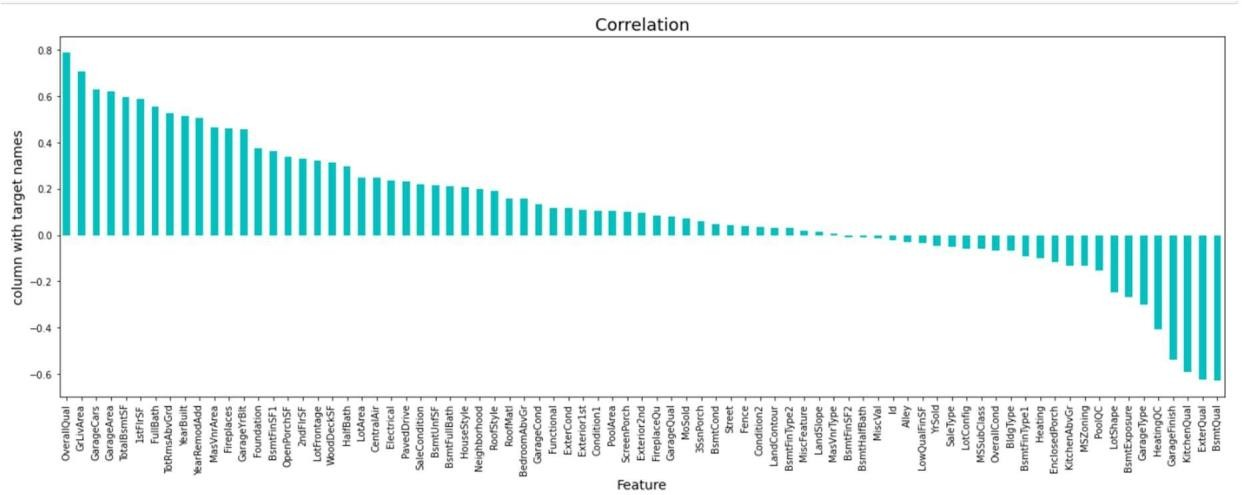 Correlation
column with target names
0.8
0.6
0.4
0.2
0.0
−0.2
−0.4
−0.6
OverallQual
GrLivArea
GarageCars
GarageArea
TotalBsmtSF
1stFlrSF
FullBath
TotRmsAbvGrd
YearBuilt
YearRemodAdd
MasVnrArea
Fireplaces
GarageYrBlt
Foundation
BsmtFinSF1
OpenPorchSF
2ndFlrSF
LotFrontage
WoodDeckSF
HalfBath
LotArea
CentralAir
Electrical
PavedDrive
SaleCondition
BsmtUnfSF
BsmtFullBath
HouseStyle
Neighborhood
RoofStyle
RoofMatl
BedroomAbvGr
GarageCond
Functional
ExterCond
Exterior1st
Condition1
PoolArea
ScreenPorch
Exterior2nd
FireplaceQu
GarageQual
MoSold
3SsnPorch
BsmtCond
Street
Fence
Condition2
LandContour
BsmtFinType2
MiscFeature
LandSlope
MasVnrType
BsmtFinSF2
BsmtHalfBath
MiscVal
Id
Alley
LowQualFinSF
YrSold
SaleType
LotConfig
MSSubClass
OverallCond
BldgType
BsmtFinType1
Heating
EnclosedPorch
KitchenAbvGr
MSZoning
PoolQC
LotShape
BsmtExposure
GarageType
HeatingQC
GarageFinish
KitchenQual
ExterQual
BsmtQual
Feature